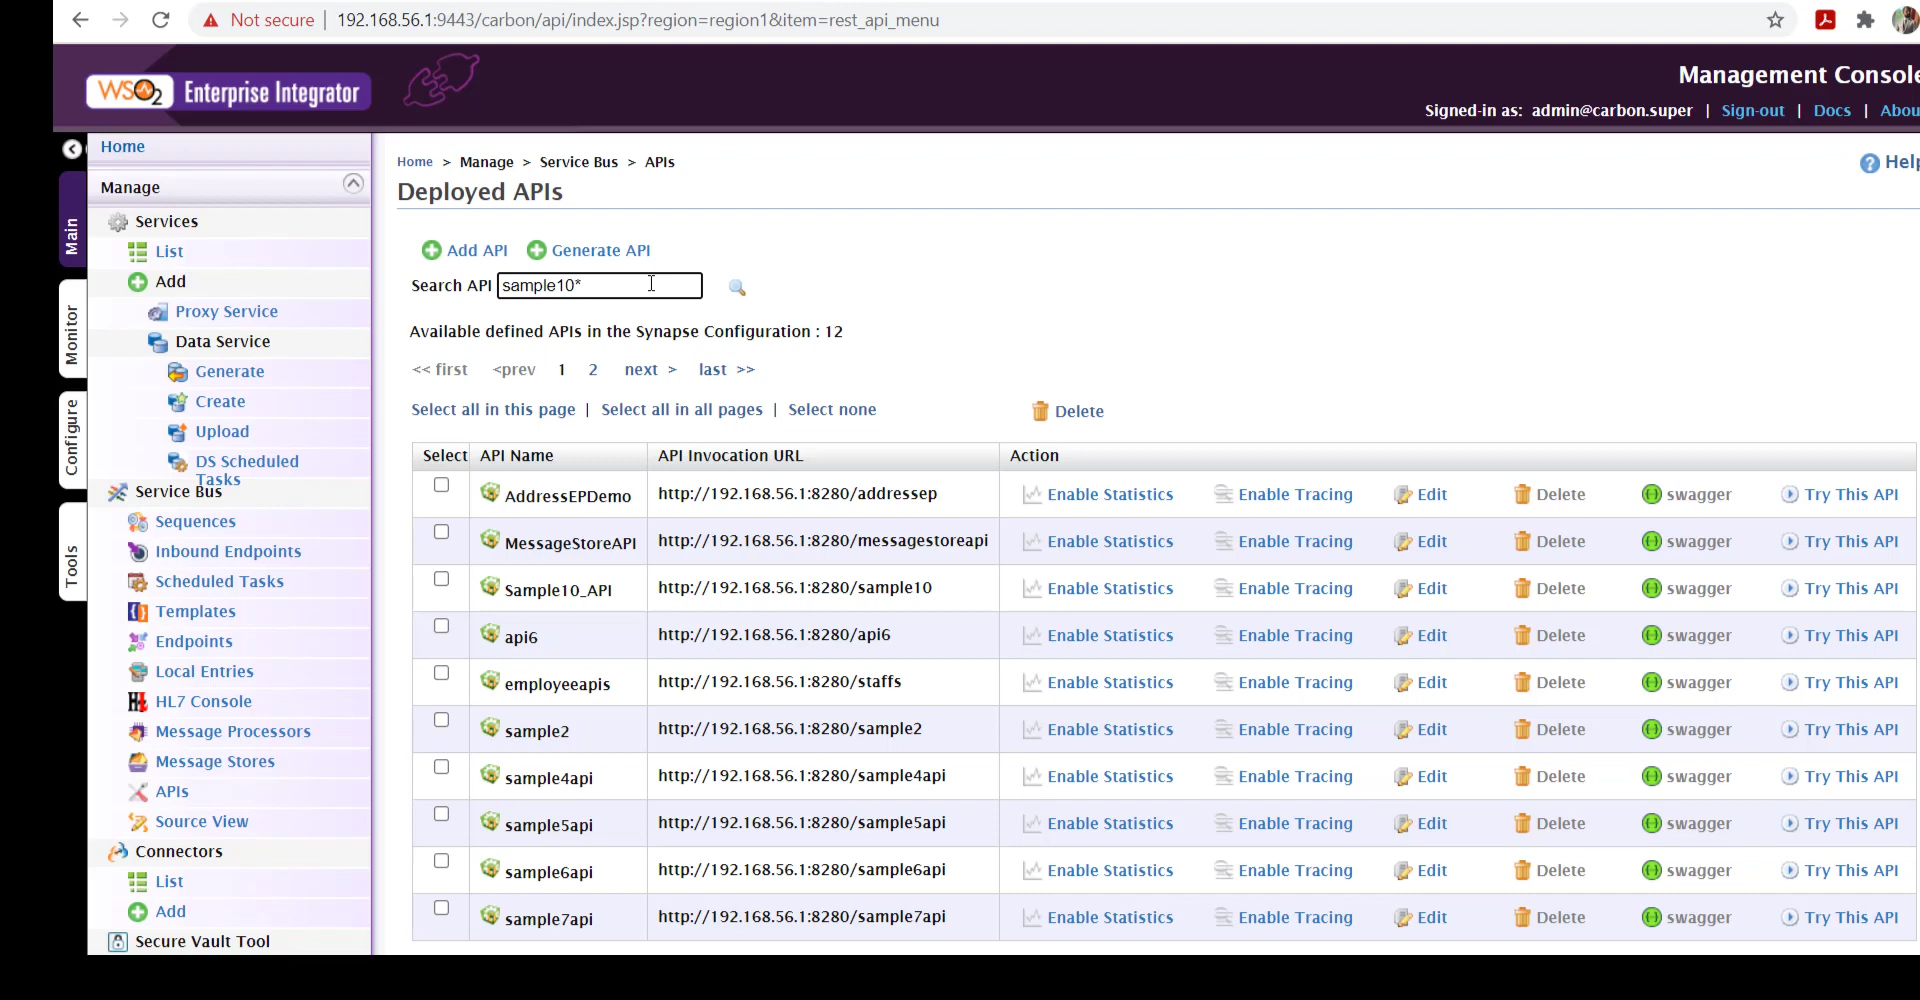 Not secure | 192.168.56.1:9443/carbon/api/index.jsp?region=region1&item=rest_api_menu
WSO2 Enterprise Integrator
Management Console
Signed-in as: admin@carbon.super | Sign-out | Docs | Abou
Main
Monitor
Configure
Tools
Home
Manage
Services
List
Add
Proxy Service
Data Service
Generate
Create
Upload
DS Scheduled
Tasks
Service Bus
Sequences
Inbound Endpoints
Scheduled Tasks
Templates
Endpoints
Local Entries
HL7 Console
Message Processors
Message Stores
APIs
Source View
Connectors
List
Add
Secure Vault Tool
Home > Manage > Service Bus > APIs
Help
Deployed APIs
Add API Generate API
Search API sample10*
Available defined APIs in the Synapse Configuration : 12
<< first <prev 1 2 next > last >>
Select all in this page | Select all in all pages | Select none Delete
Select API Name API Invocation URL Action
AddressEPDemo http://192.168.56.1:8280/addressep Enable Statistics Enable Tracing Edit Delete swagger Try This API
MessageStoreAPI http://192.168.56.1:8280/messagestoreapi Enable Statistics Enable Tracing Edit Delete swagger Try This API
Sample10_API http://192.168.56.1:8280/sample10 Enable Statistics Enable Tracing Edit Delete swagger Try This API
api6 http://192.168.56.1:8280/api6 Enable Statistics Enable Tracing Edit Delete swagger Try This API
employeeapis http://192.168.56.1:8280/staffs Enable Statistics Enable Tracing Edit Delete swagger Try This API
sample2 http://192.168.56.1:8280/sample2 Enable Statistics Enable Tracing Edit Delete swagger Try This API
sample4api http://192.168.56.1:8280/sample4api Enable Statistics Enable Tracing Edit Delete swagger Try This API
sample5api http://192.168.56.1:8280/sample5api Enable Statistics Enable Tracing Edit Delete swagger Try This API
sample6api http://192.168.56.1:8280/sample6api Enable Statistics Enable Tracing Edit Delete swagger Try This API
sample7api http://192.168.56.1:8280/sample7api Enable Statistics Enable Tracing Edit Delete swagger Try This API